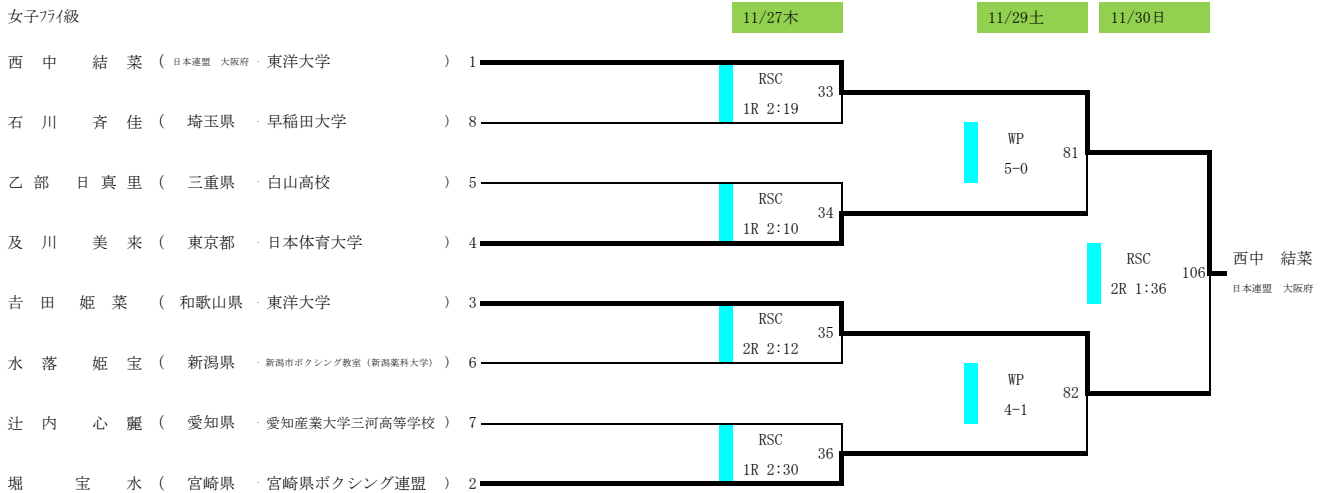 女子フライ級 11/27木 11/29土 11/30日
西中 結菜 ( 日本連盟 大阪府 · 東洋大学 ) 1
RSC
33
1R 2:19
石川 斉佳 ( 埼玉県 · 早稲田大学 ) 8
WP
81
5-0
乙部 日真里 ( 三重県 · 白山高校 ) 5
RSC
34
1R 2:10
及川 美来 ( 東京都 · 日本体育大学 ) 4
RSC
106
2R 1:36
西中 結菜
日本連盟 大阪府
吉田 姫菜 ( 和歌山県 · 東洋大学 ) 3
RSC
35
2R 2:12
水落 姫宝 ( 新潟県 · 新潟市ボクシング教室（新潟薬科大学） ) 6
WP
82
4-1
辻内 心麗 ( 愛知県 · 愛知産業大学三河高等学校 ) 7
RSC
36
1R 2:30
堀 宝水 ( 宮崎県 · 宮崎県ボクシング連盟 ) 2